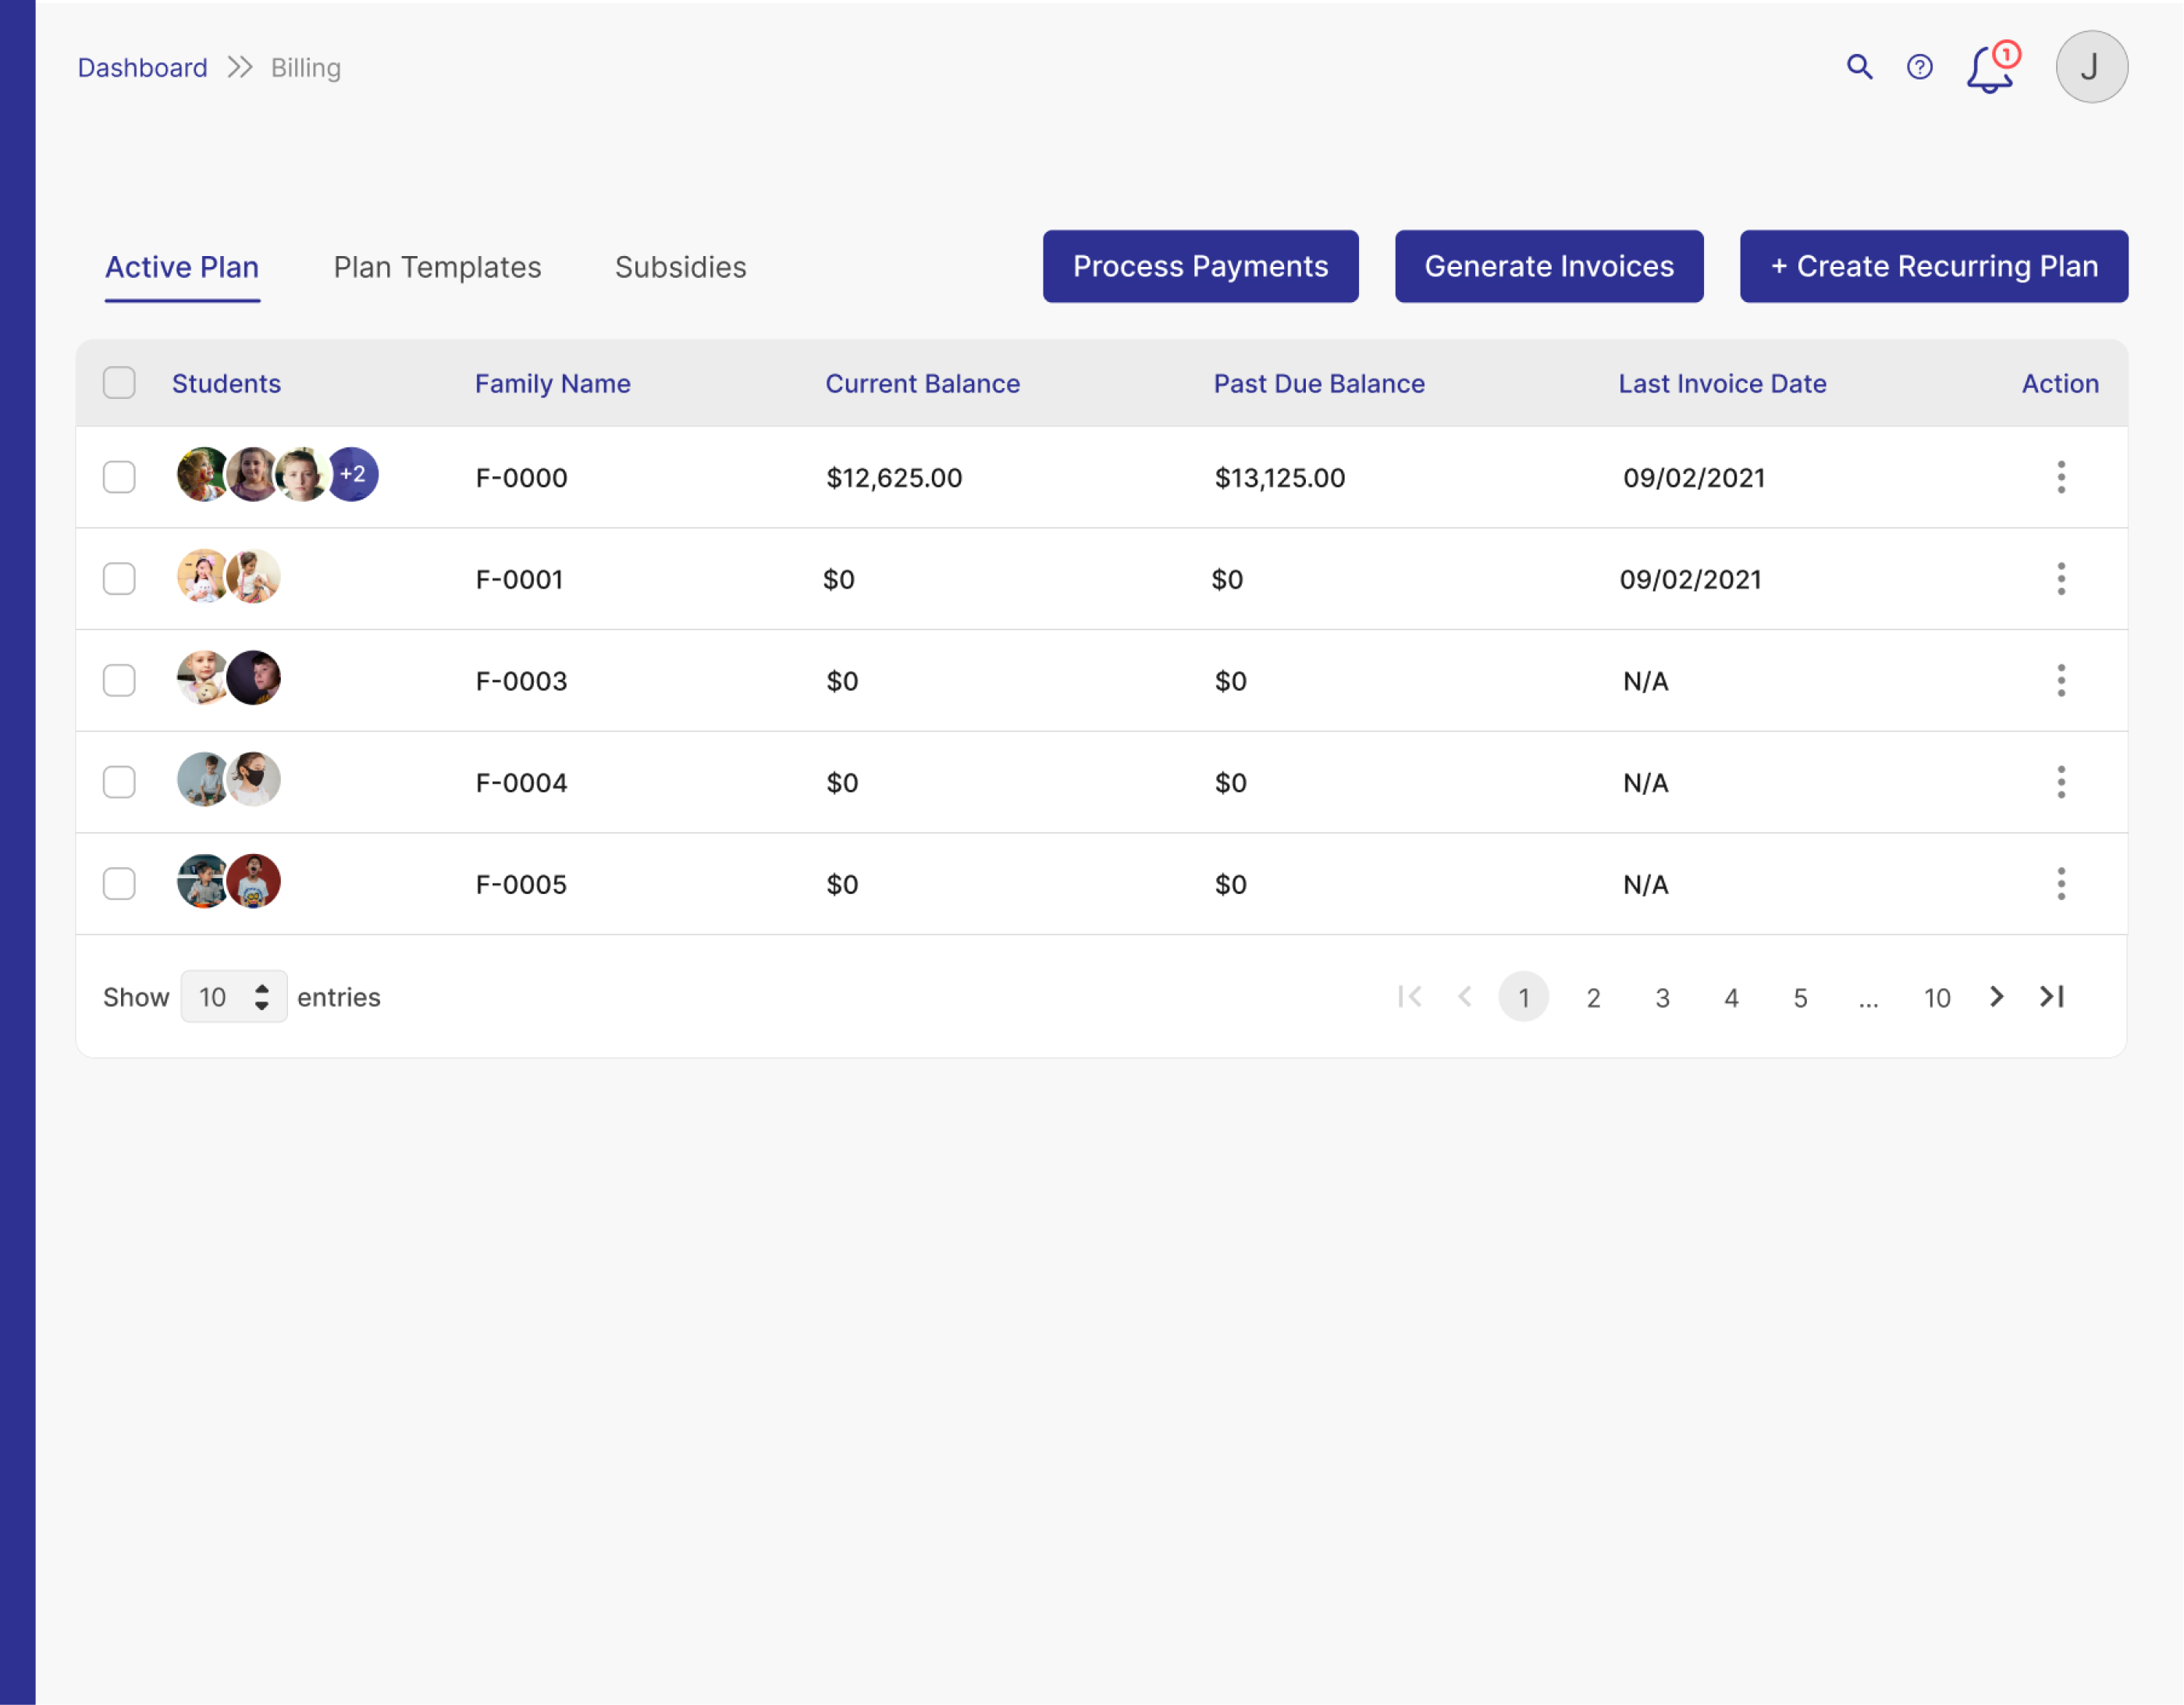 Dashboard Billing 1 J
Active Plan Plan Templates Subsidies Process Payments Generate Invoices + Create Recurring Plan
Students Family Name Current Balance Past Due Balance Last Invoice Date Action
+2 F-0000 $12,625.00 $13,125.00 09/02/2021
F-0001 $0 $0 09/02/2021
F-0003 $0 $0 N/A
F-0004 $0 $0 N/A
F-0005 $0 $0 N/A
Show 10 entries 1 2 3 4 5 ... 10